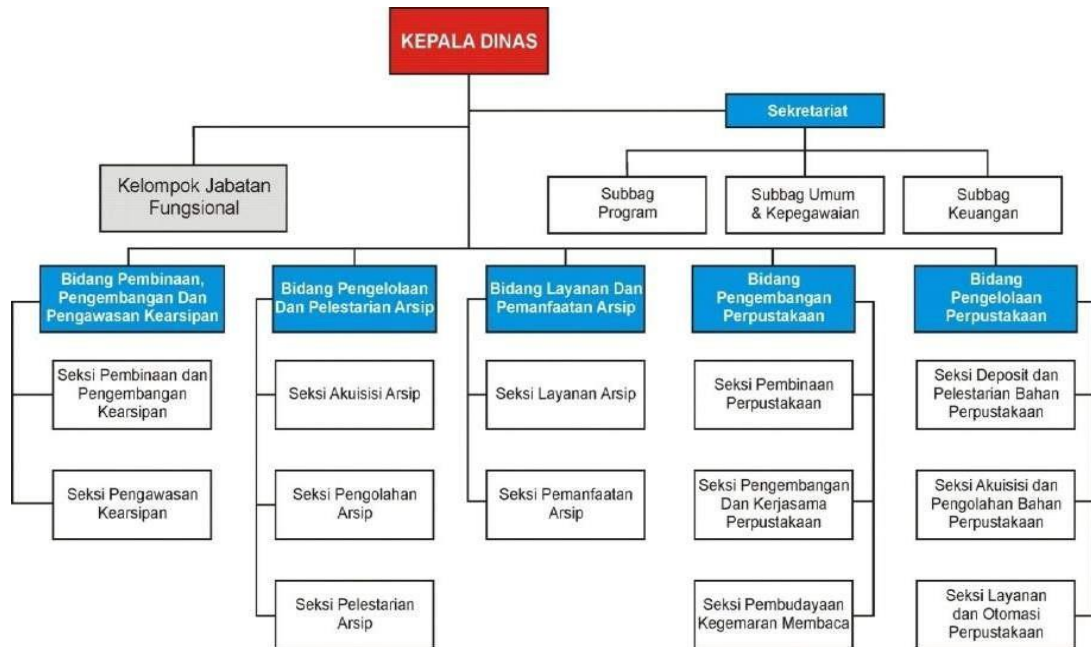 KEPALA DINAS
Sekretariat
Kelompok Jabatan
Fungsional
Subbag
Program
Subbag Umum
& Kepegawaian
Subbag
Keuangan
Bidang Pembinaan,
Pengembangan Dan
Pengawasan Kearsipan
Bidang Pengelolaan
Dan Pelestarian Arsip
Bidang Layanan Dan
Pemanfaatan Arsip
Bidang
Pengembangan
Perpustakaan
Bidang
Pengelolaan
Perpustakaan
Seksi Pembinaan dan
Pengembangan
Kearsipan
Seksi Akuisisi Arsip
Seksi Layanan Arsip
Seksi Pembinaan
Perpustakaan
Seksi Deposit dan
Pelestarian Bahan
Perpustakaan
Seksi Pengawasan
Kearsipan
Seksi Pengolahan
Arsip
Seksi Pemanfaatan
Arsip
Seksi Pengembangan
Dan Kerjasama
Perpustakaan
Seksi Akuisisi dan
Pengolahan Bahan
Perpustakaan
Seksi Pelestarian
Arsip
Seksi Pembudayaan
Kegemaran Membaca
Seksi Layanan
dan Otomasi
Perpustakaan